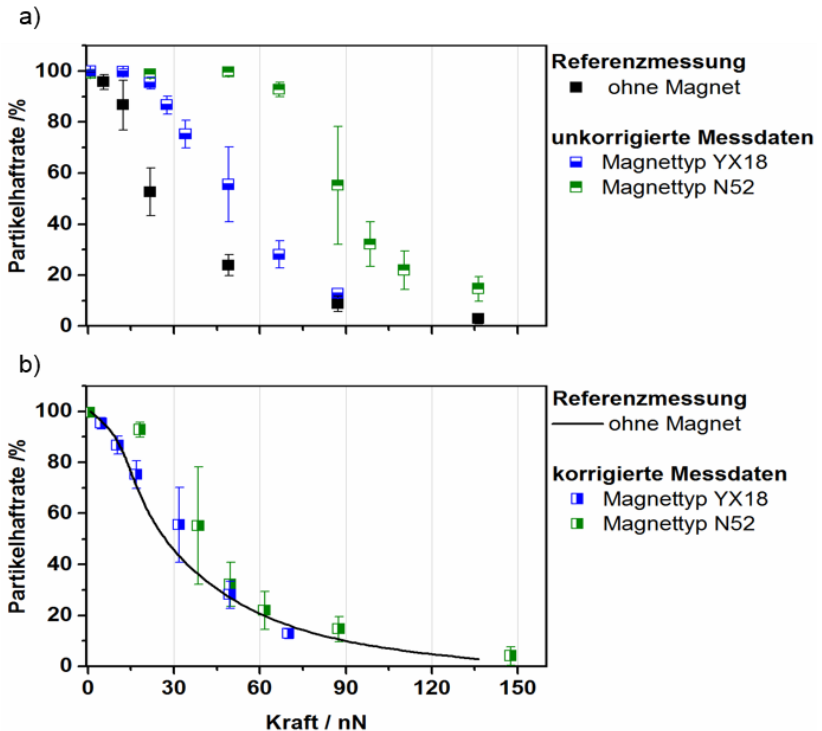 a)
Partikelhaftrate /%
100
80
60
40
20
0
Referenzmessung
ohne Magnet
unkorrigierte Messdaten
Magnettyp YX18
Magnettyp N52
b)
Partikelhaftrate /%
100
80
60
40
20
0
0 30 60 90 120 150
Kraft / nN
Referenzmessung
ohne Magnet
korrigierte Messdaten
Magnettyp YX18
Magnettyp N52